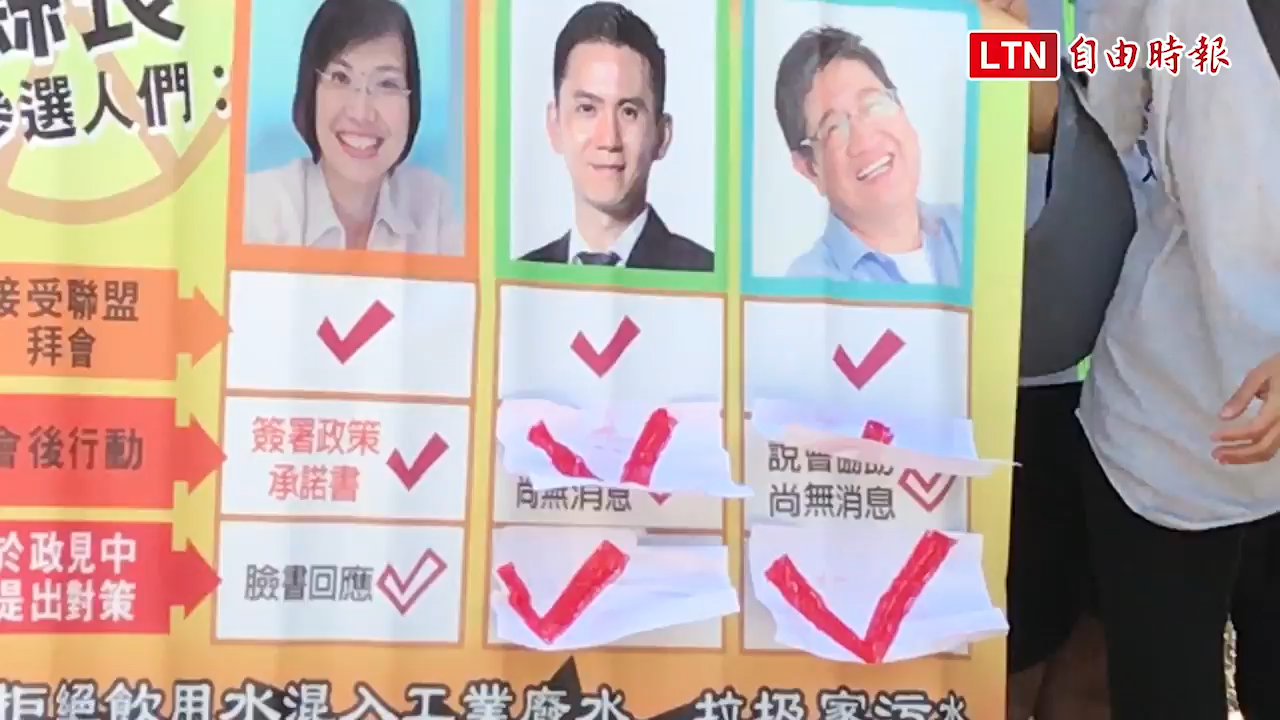 LTN 自由時報
縣長
參選人們：
接受聯盟
拜會
會後行動
簽署政策
承諾書
尚無消息
說會協助
尚無消息
於政見中
提出對策
臉書回應
拒絕飲用水混入工業廢水
垃圾家污水